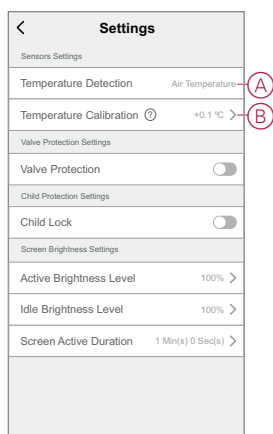 Settings
Sensors Settings
Temperature Detection Air Temperature A
Temperature Calibration ? +0.1 ºC B
Valve Protection Settings
Valve Protection
Child Protection Settings
Child Lock
Screen Brightness Settings
Active Brightness Level 100%
Idle Brightness Level 100%
Screen Active Duration 1 Min(s) 0 Sec(s)